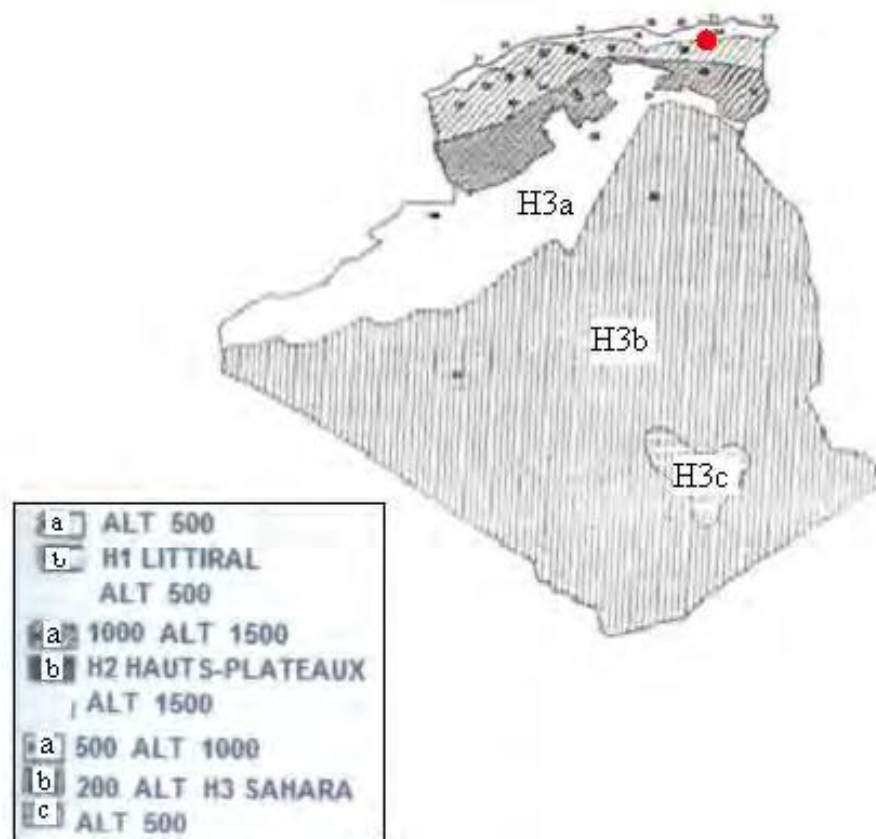 H3a
H3b
H3c
a ALT 500
H1 LITTIRAL
ALT 500
a 1000 ALT 1500
b H2 HAUTS-PLATEAUX
ALT 1500
a 500 ALT 1000
b 200 ALT H3 SAHARA
c ALT 500